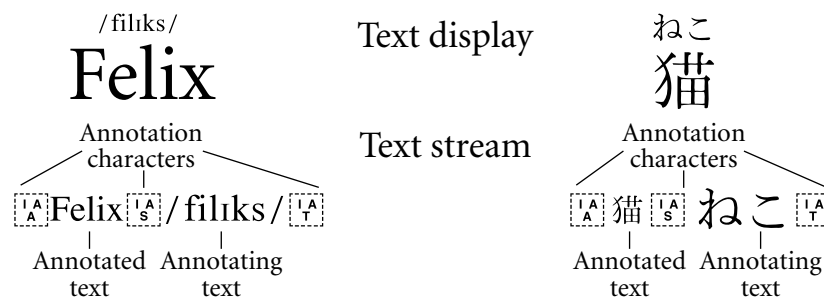 /filıks/
Felix
Text display
ねこ
猫
Annotation
characters
Text stream
Annotation
characters
IAA Felix IAS /filıks/ IAT
IAA 猫 IAS ねこ IAT
Annotated
text
Annotating
text
Annotated
text
Annotating
text